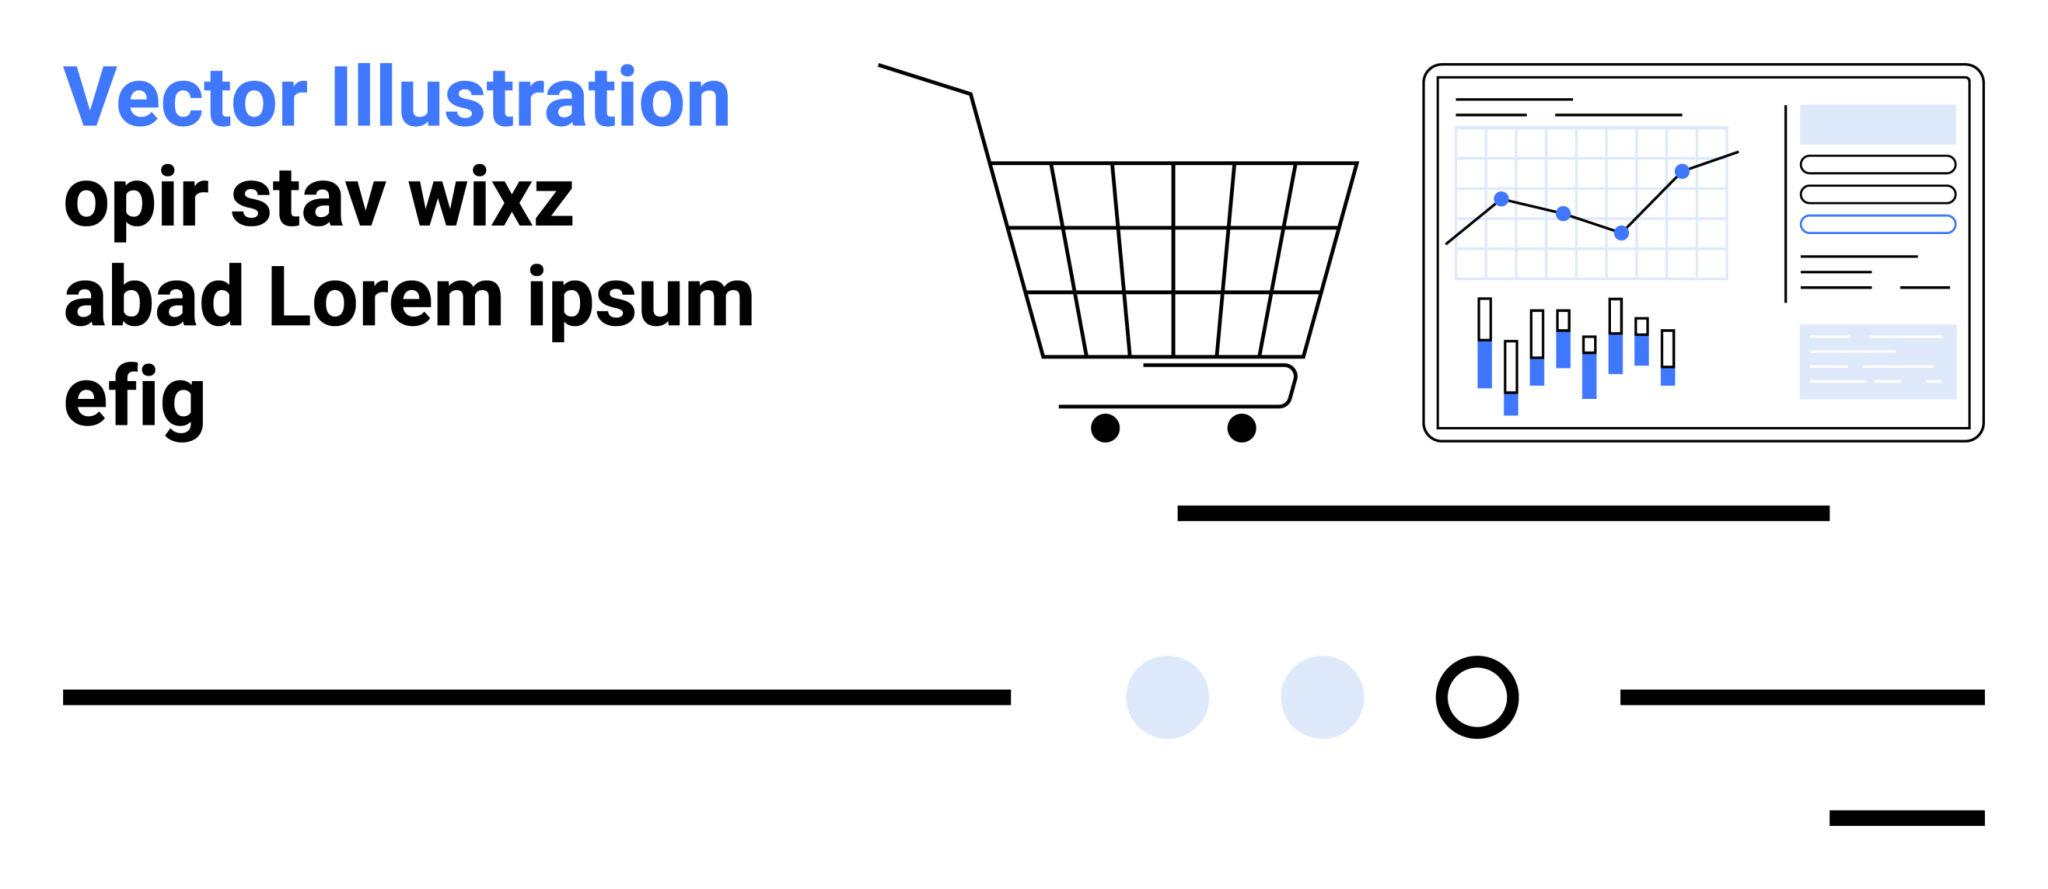 Vector Illustration
opir stav wixz
abad Lorem ipsum
efig